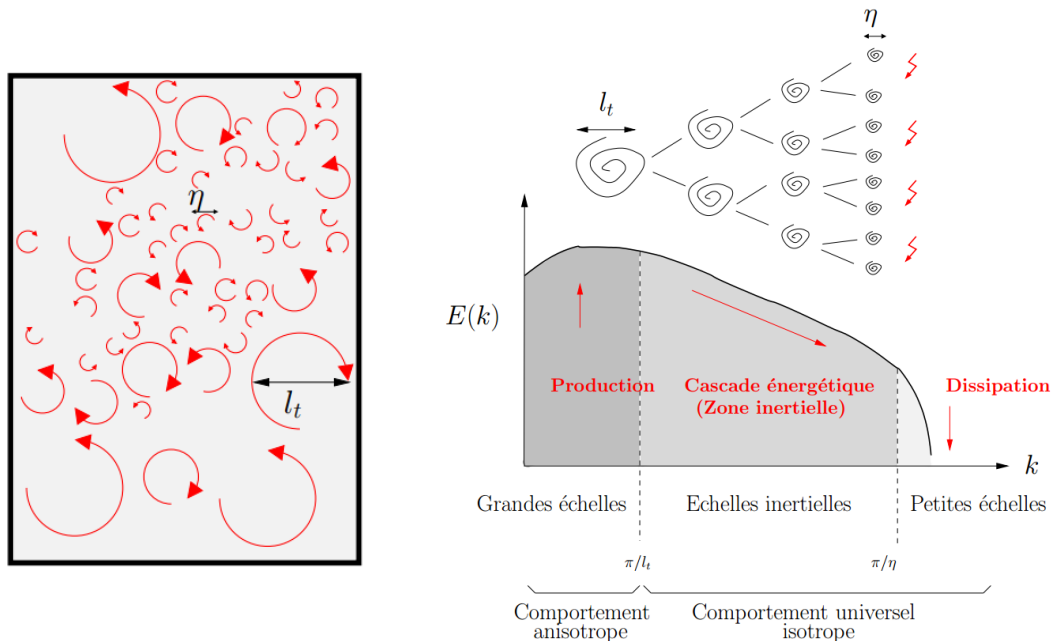 η
l_t
η
l_t
E(k)
Production
Cascade énergétique
(Zone inertielle)
Dissipation
k
Grandes échelles
Echelles inertielles
Petites échelles
π/l_t
π/η
Comportement
anisotrope
Comportement universel
isotrope